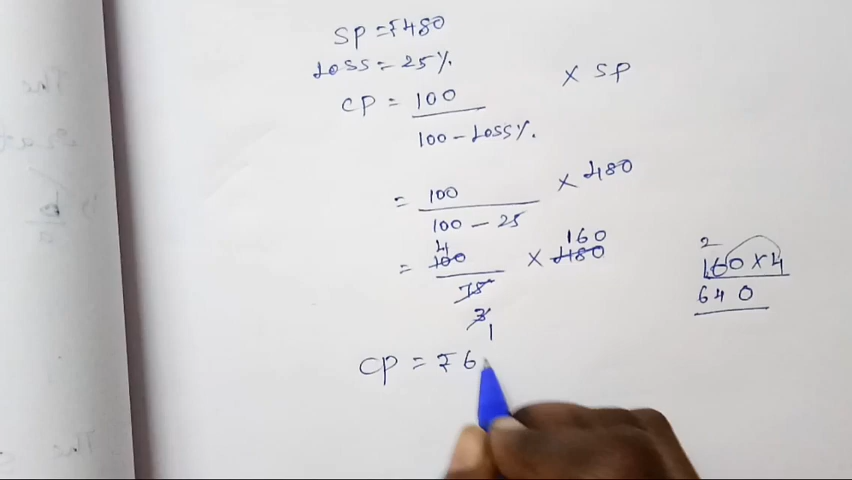 SP = ₹480
Loss = 25%.
CP = 100 / 100 - Loss%. × SP
= 100 / 100 - 25 × 480
4 160
= 100 / 75 × 480
3
1
CP = ₹6
2
160×4
640